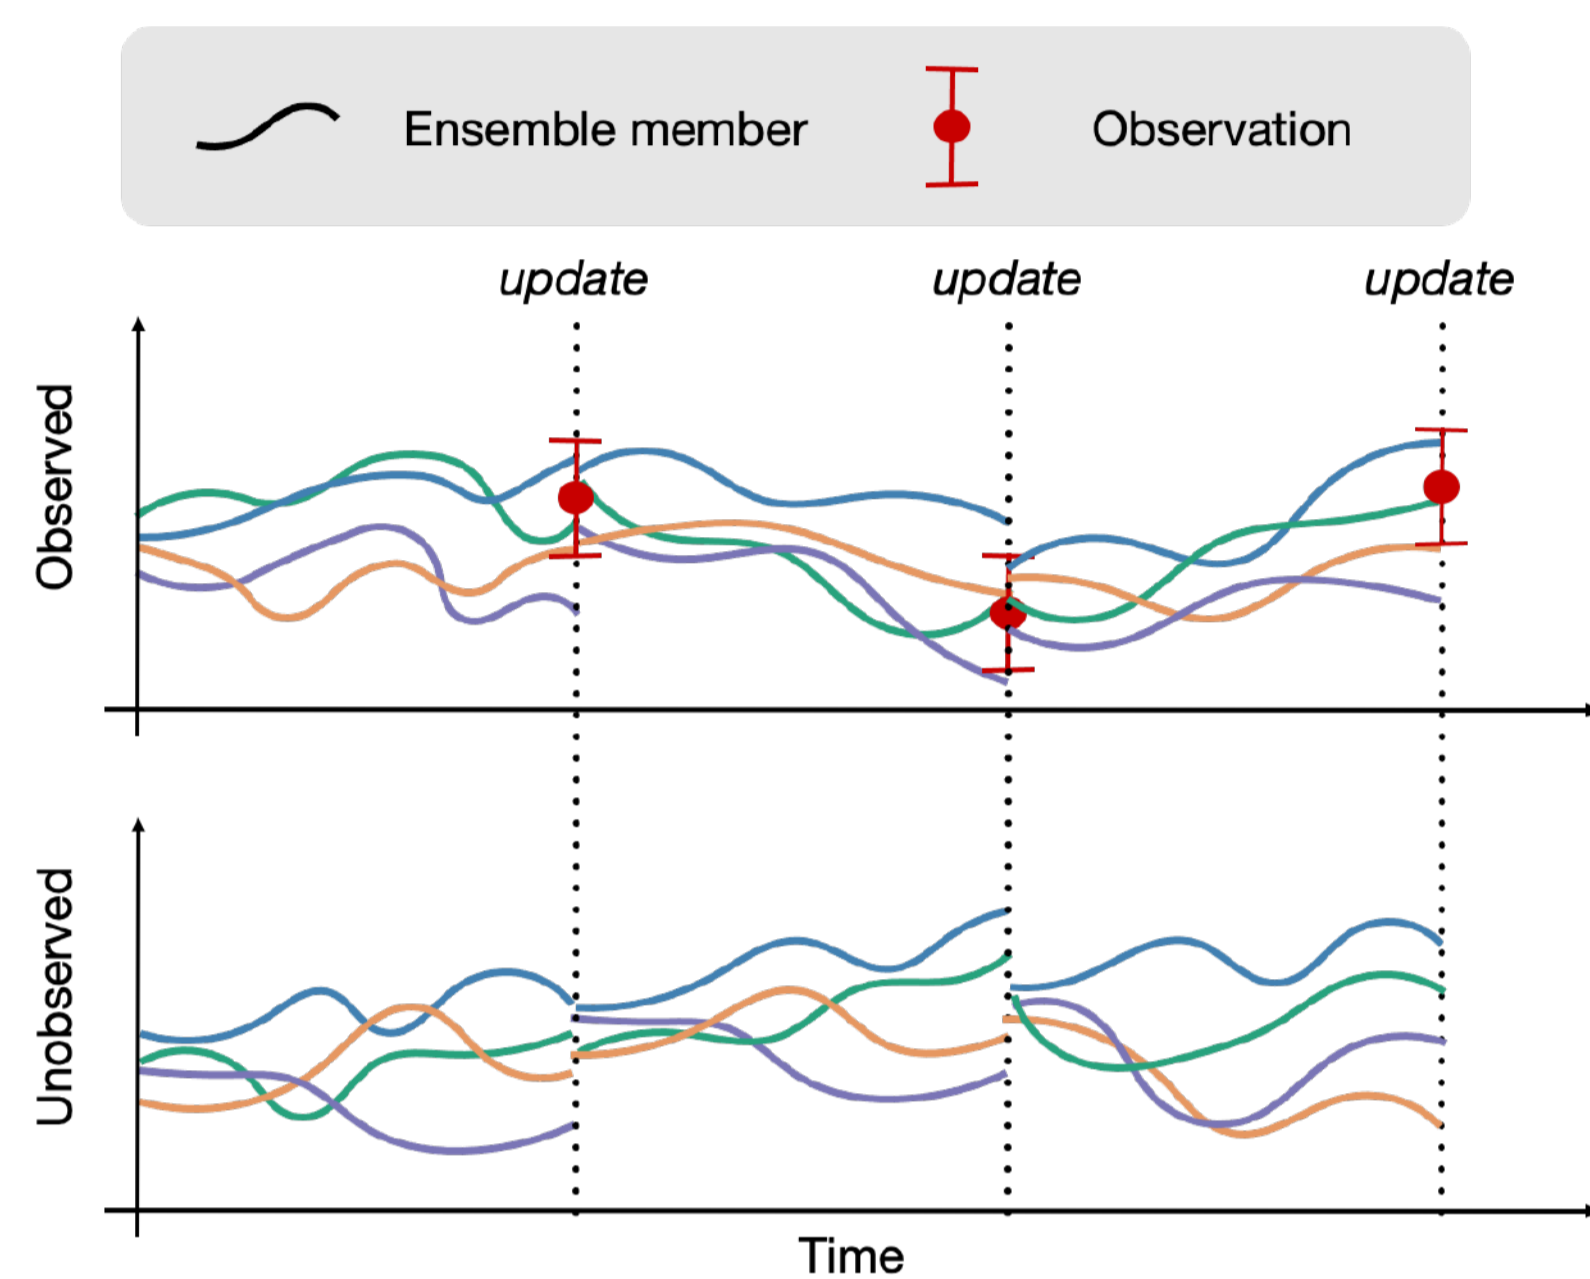 Ensemble member
Observation
update
update
update
Observed
Unobserved
Time